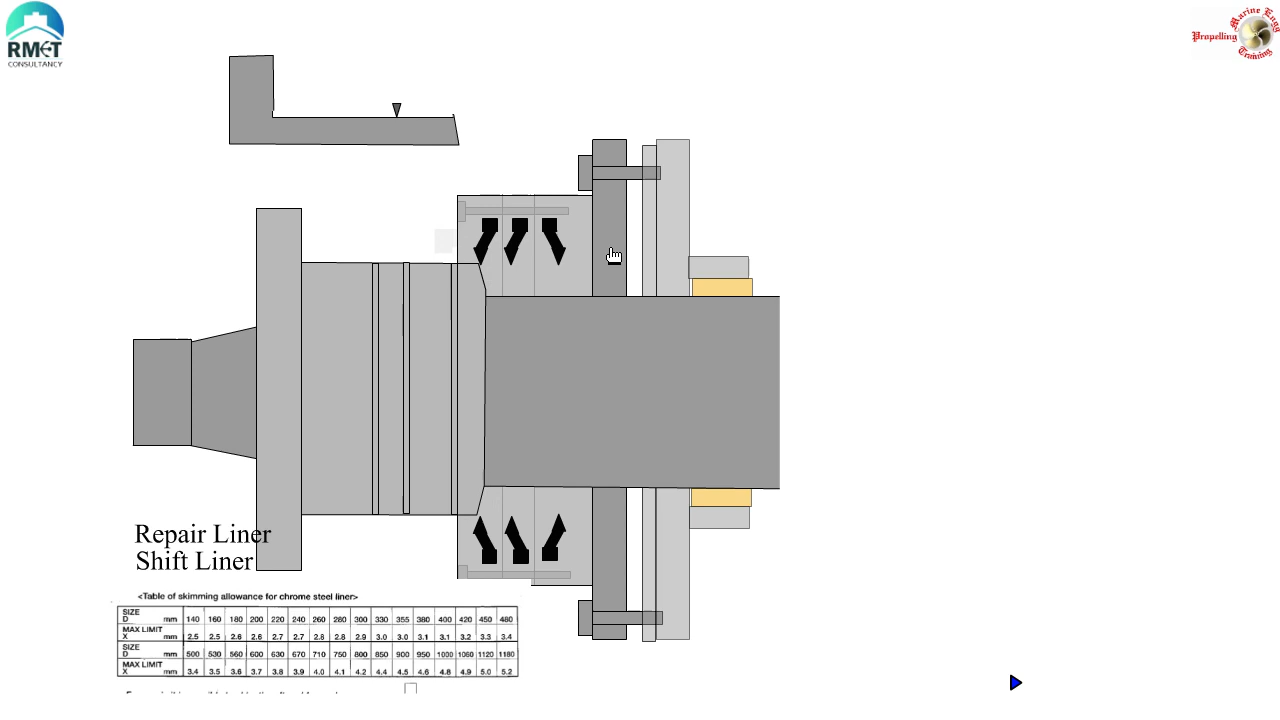 RMET
CONSULTANCY
Marine Engg
Propelling
Training
Repair Liner
Shift Liner
<Table of skimming allowance for chrome steel liner>
SIZE D mm 140 160 180 200 220 240 260 280 300 330 355 380 400 420 450 480
MAX LIMIT X mm 2.5 2.5 2.6 2.6 2.7 2.7 2.8 2.8 2.9 3.0 3.0 3.1 3.1 3.2 3.3 3.4
SIZE D mm 500 530 560 600 630 670 710 750 800 850 900 950 1000 1060 1120 1180
MAX LIMIT X mm 3.4 3.5 3.6 3.7 3.8 3.9 4.0 4.1 4.2 4.4 4.5 4.6 4.8 4.9 5.0 5.2